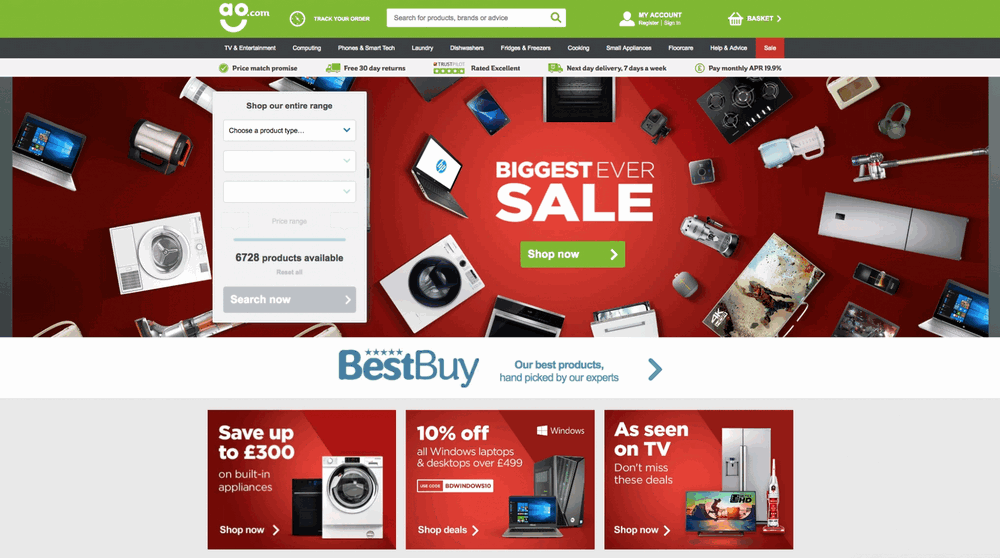 ao.com
TRACK YOUR ORDER
Search for products, brands or advice
MY ACCOUNT
Register | Sign In
BASKET
TV & Entertainment
Computing
Phones & Smart Tech
Laundry
Dishwashers
Fridges & Freezers
Cooking
Small Appliances
Floorcare
Help & Advice
Sale
Price match promise
Free 30 day returns
TRUSTPILOT
Rated Excellent
Next day delivery, 7 days a week
Pay monthly APR 19.9%
Shop our entire range
Choose a product type...
Price range
6728 products available
Reset all
Search now
hp
BIGGEST EVER
SALE
Shop now
4K
BestBuy
Our best products,
hand picked by our experts
Save up
to £300
on built-in
appliances
Shop now
10% off
Windows
all Windows laptops
& desktops over £499
USE CODE BDWINDOWS10
Shop deals
As seen
on TV
Don't miss
these deals
Shop now